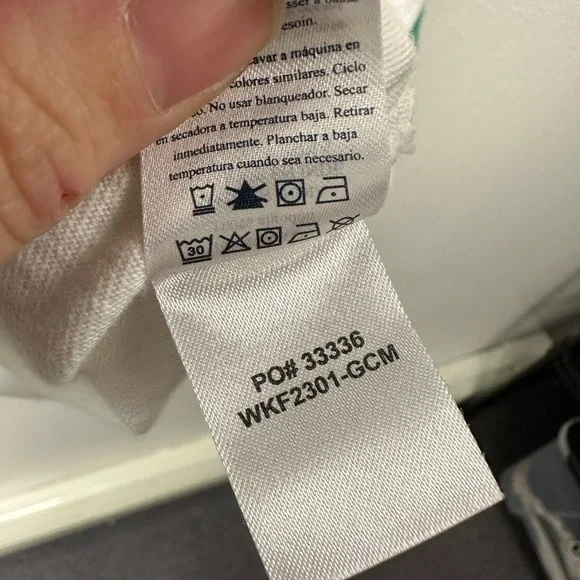 esoin.
a máquina en
colores similares. Ciclo
No usar blanqueador. Secar
en secadora a temperatura baja. Retirar
inmediatamente. Planchar a baja
temperatura cuando sea necesario.
30
PO# 33336
WKF2301-GCM